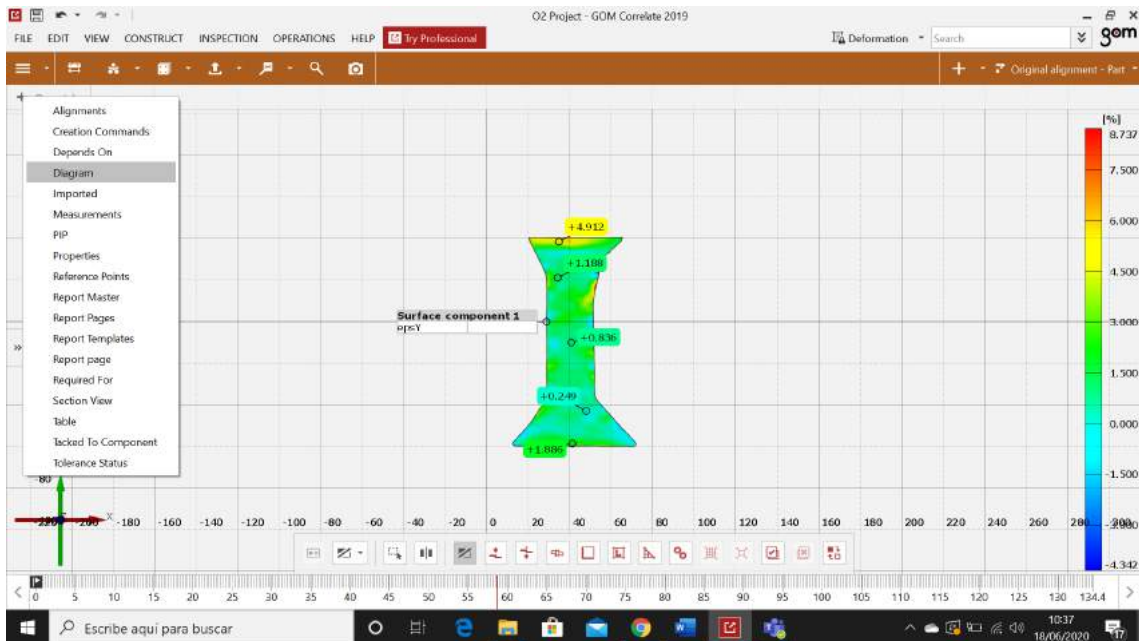 O2 Project - GOM Correlate 2019
FILE EDIT VIEW CONSTRUCT INSPECTION OPERATIONS HELP Try Professional Deformation Search gom
Original alignment - Part
Alignments
Creation Commands
Depends On
Diagram
Imported
Measurements
PIP
Properties
Reference Points
Report Master
Report Pages
Report Templates
Report page
Required For
Section View
Table
Tacked To Component
Tolerance Status
[%]
8.737
7.500
6.000
4.500
3.000
1.500
0.000
-1.500
-4.342
+4.912
+1.188
Surface component 1
epsY
+0.836
+0.249
+1.886
-80
X -180 -160 -140 -120 -100 -80 -60 -40 -20 0 20 40 60 80 100 120 140 160 180 200 220 240 260
0 5 10 15 20 25 30 35 40 45 50 55 60 65 70 75 80 85 90 95 100 105 110 115 120 125 130 134.4
Escribe aquí para buscar
10:37
18/06/2020
17